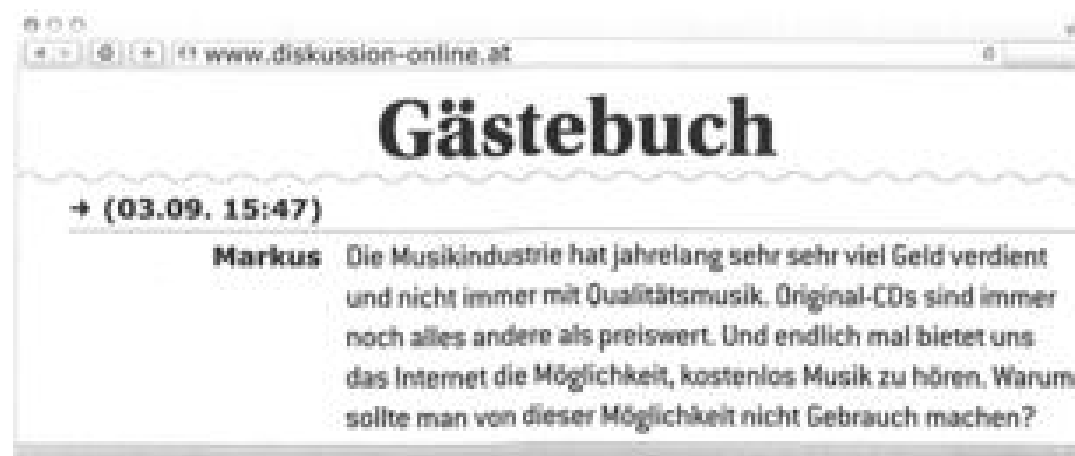 www.diskussion-online.at
Gästebuch
→ (03.09. 15:47)
Markus Die Musikindustrie hat jahrelang sehr sehr viel Geld verdient
und nicht immer mit Qualitätsmusik. Original-CDs sind immer
noch alles andere als preiswert. Und endlich mal bietet uns
das Internet die Möglichkeit, kostenlos Musik zu hören. Warum
sollte man von dieser Möglichkeit nicht Gebrauch machen?